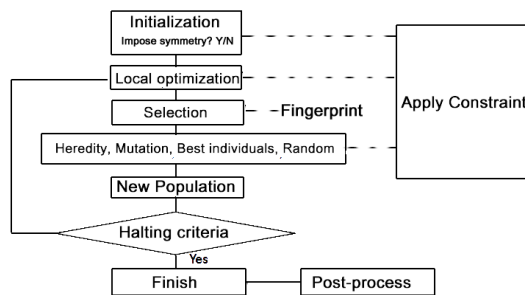 Initialization
Impose symmetry? Y/N
Local optimization
Selection
Fingerprint
Apply Constraint
Heredity, Mutation, Best individuals, Random
New Population
Halting criteria
Yes
Finish
Post-process